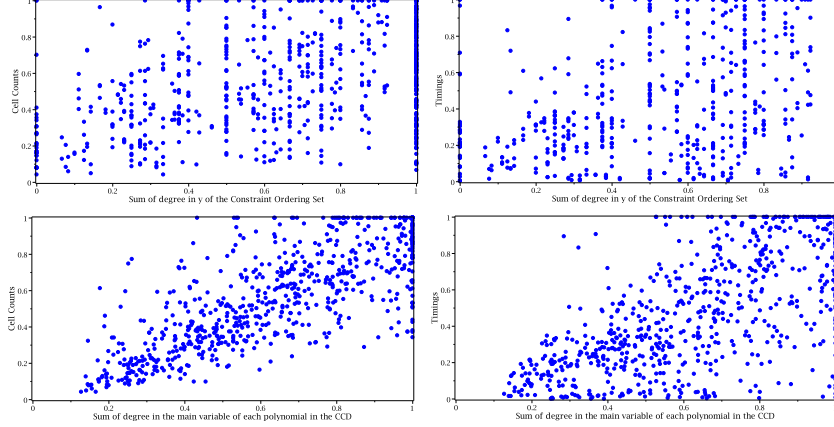 1
0.8
0.6
0.4
0.2
0
Cell Counts
0 0.2 0.4 0.6 0.8 1
Sum of degree in y of the Constraint Ordering Set
1
0.8
0.6
0.4
0.2
0
Timings
0 0.2 0.4 0.6 0.8
Sum of degree in y of the Constraint Ordering Set
1
0.8
0.6
0.4
0.2
0
Cell Counts
0 0.2 0.4 0.6 0.8 1
Sum of degree in the main variable of each polynomial in the CCD
1
0.8
0.6
0.4
0.2
0
Timings
0 0.2 0.4 0.6 0.8
Sum of degree in the main variable of each polynomial in the CCD